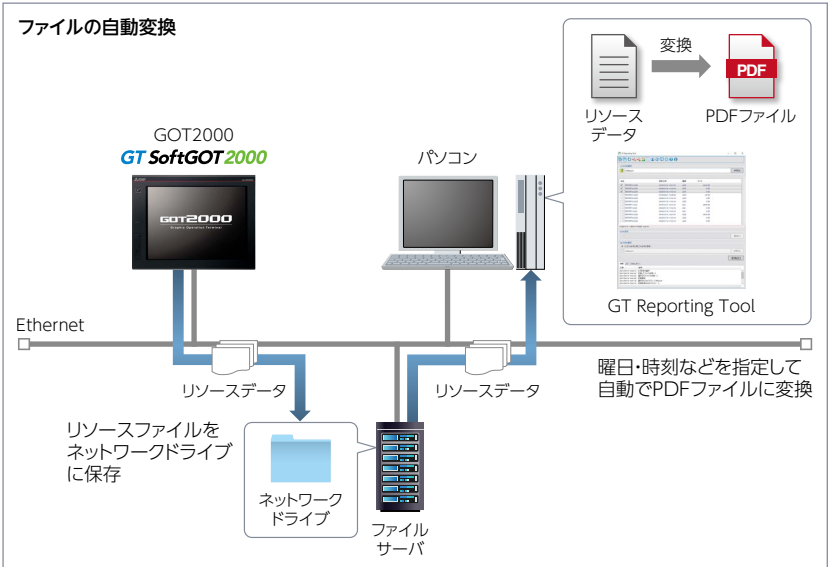 ファイルの自動変換
変換
PDF
リソース
データ
PDFファイル
GOT2000
GT SoftGOT2000
パソコン
GOT2000
Graphic Operation Terminal
GT Reporting Tool
Ethernet
リソースデータ
リソースデータ
曜日・時刻などを指定して
自動でPDFファイルに変換
リソースファイルを
ネットワークドライブ
に保存
ネットワーク
ドライブ
ファイル
サーバ